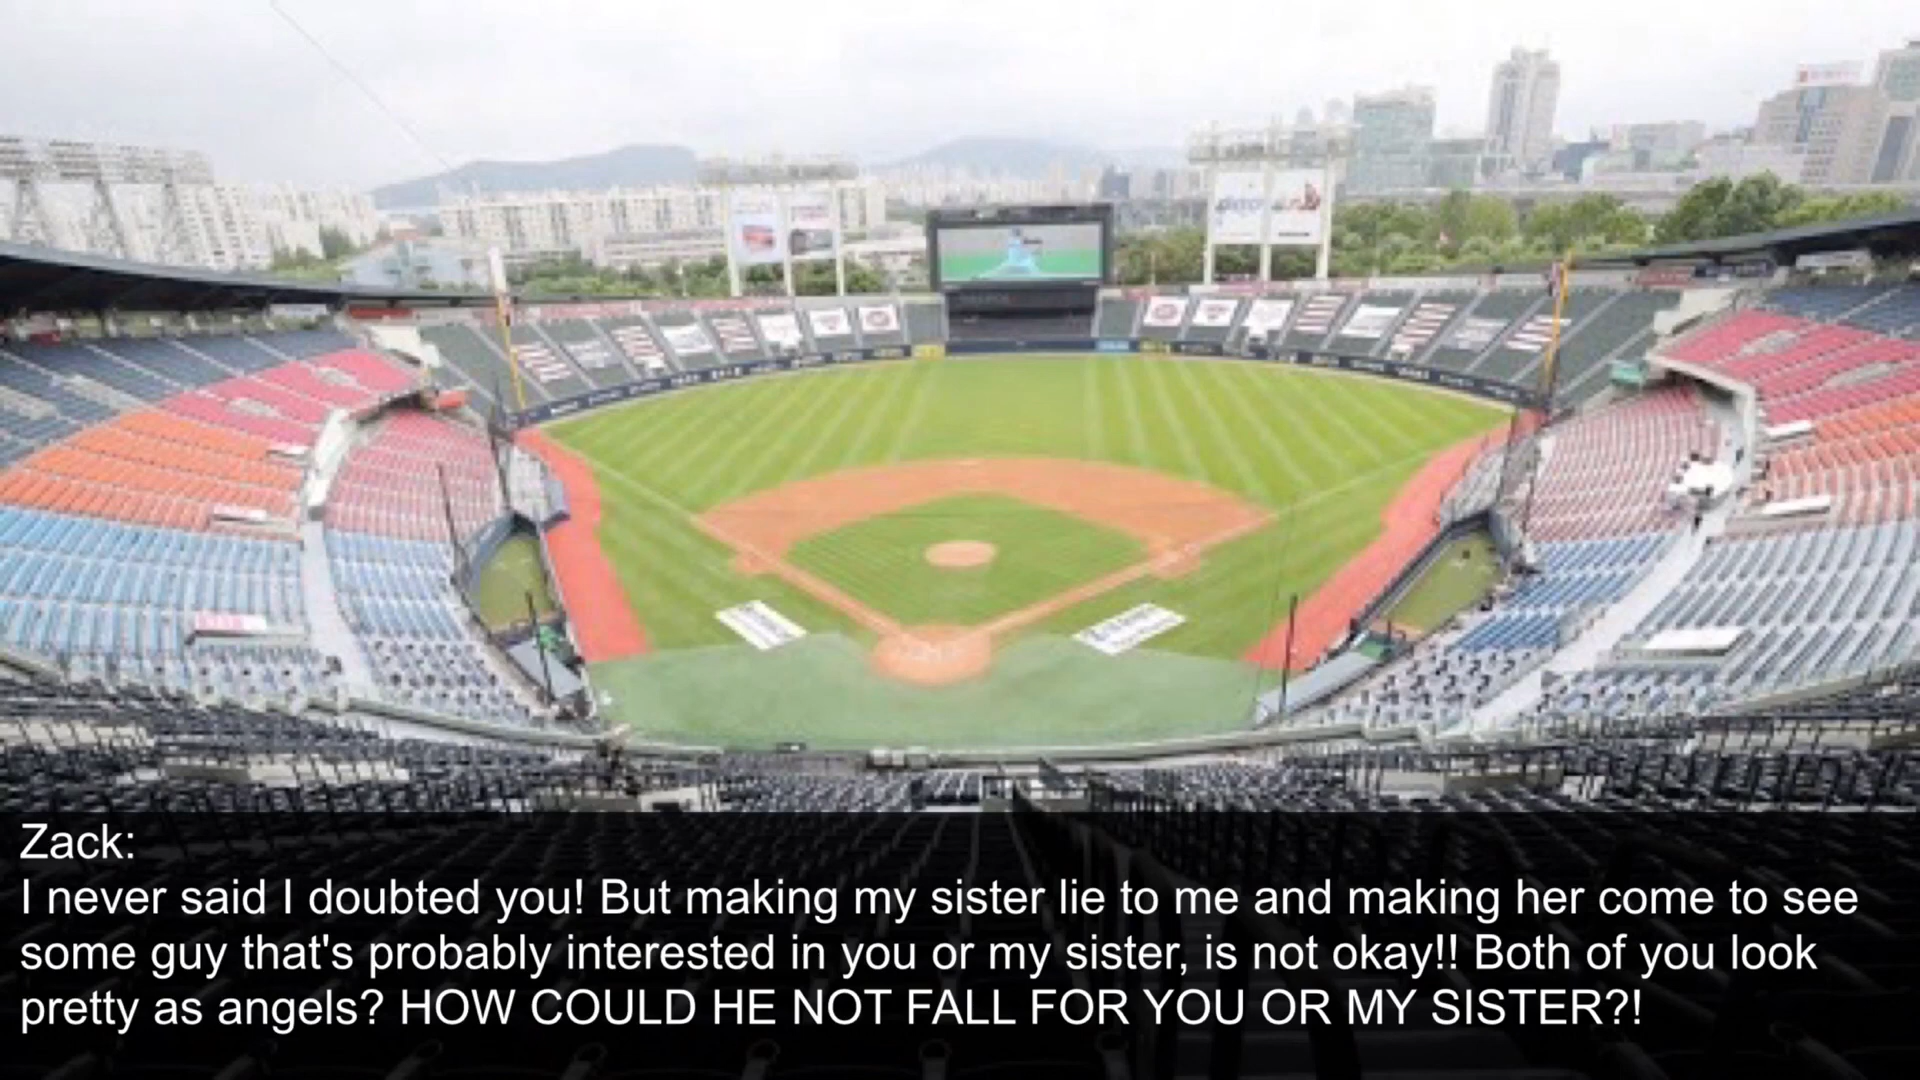 Zack:
I never said I doubted you! But making my sister lie to me and making her come to see
some guy that's probably interested in you or my sister, is not okay!! Both of you look
pretty as angels? HOW COULD HE NOT FALL FOR YOU OR MY SISTER?!